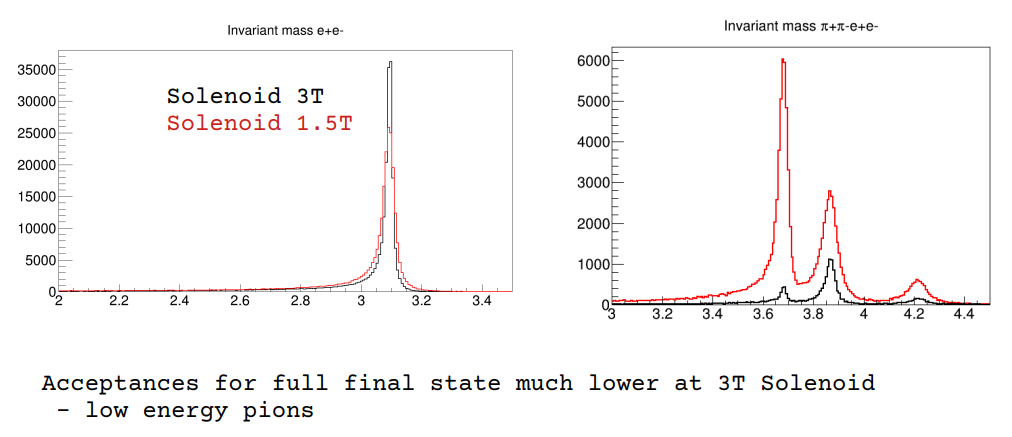 Invariant mass e+e-
35000
30000
25000
20000
15000
10000
5000
0
Solenoid 3T
Solenoid 1.5T
2 2.2 2.4 2.6 2.8 3 3.2 3.4
Invariant mass π+π-e+e-
6000
5000
4000
3000
2000
1000
0
3 3.2 3.4 3.6 3.8 4 4.2 4.4
Acceptances for full final state much lower at 3T Solenoid
- low energy pions